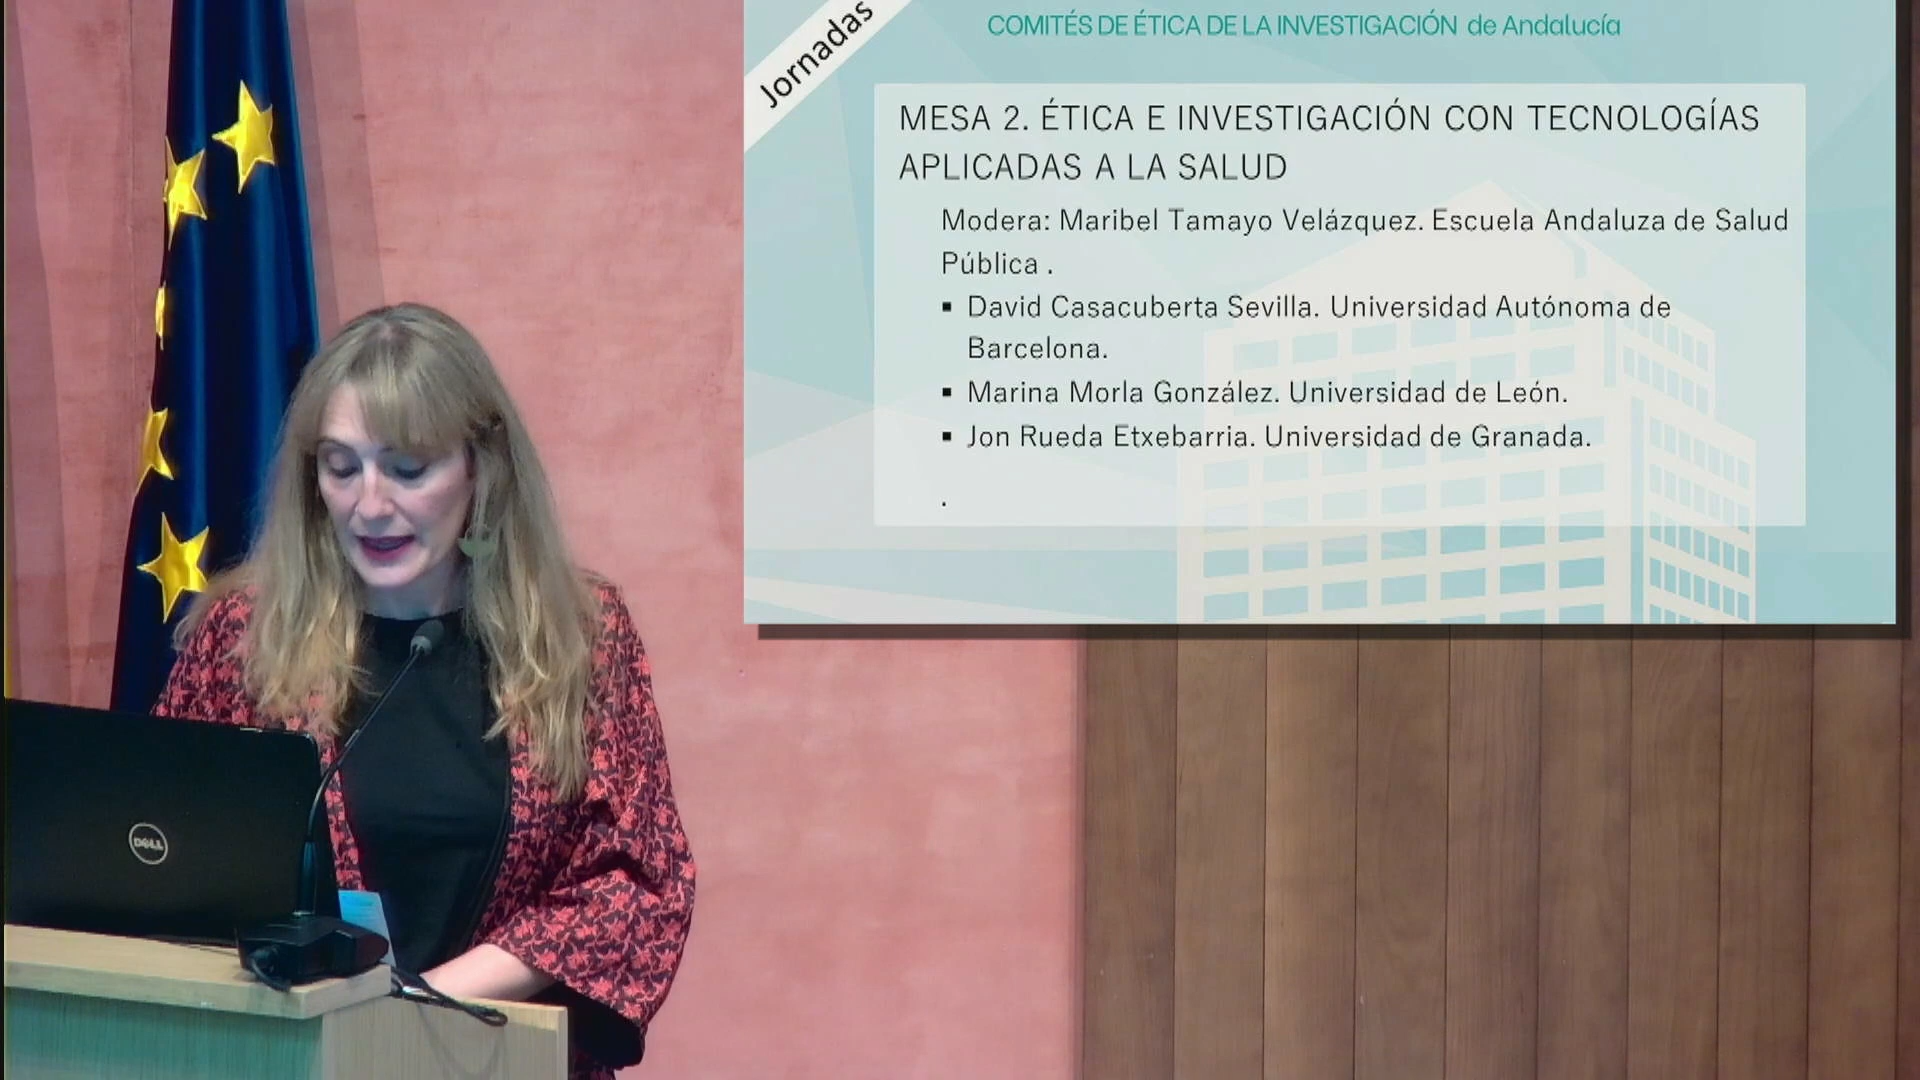 Jornadas
COMITÉS DE ÉTICA DE LA INVESTIGACIÓN de Andalucía
MESA 2. ÉTICA E INVESTIGACIÓN CON TECNOLOGÍAS
APLICADAS A LA SALUD
Modera: Maribel Tamayo Velázquez. Escuela Andaluza de Salud
Pública .
▪ David Casacuberta Sevilla. Universidad Autónoma de
Barcelona.
▪ Marina Morla González. Universidad de León.
▪ Jon Rueda Etxebarria. Universidad de Granada.
.
DELL